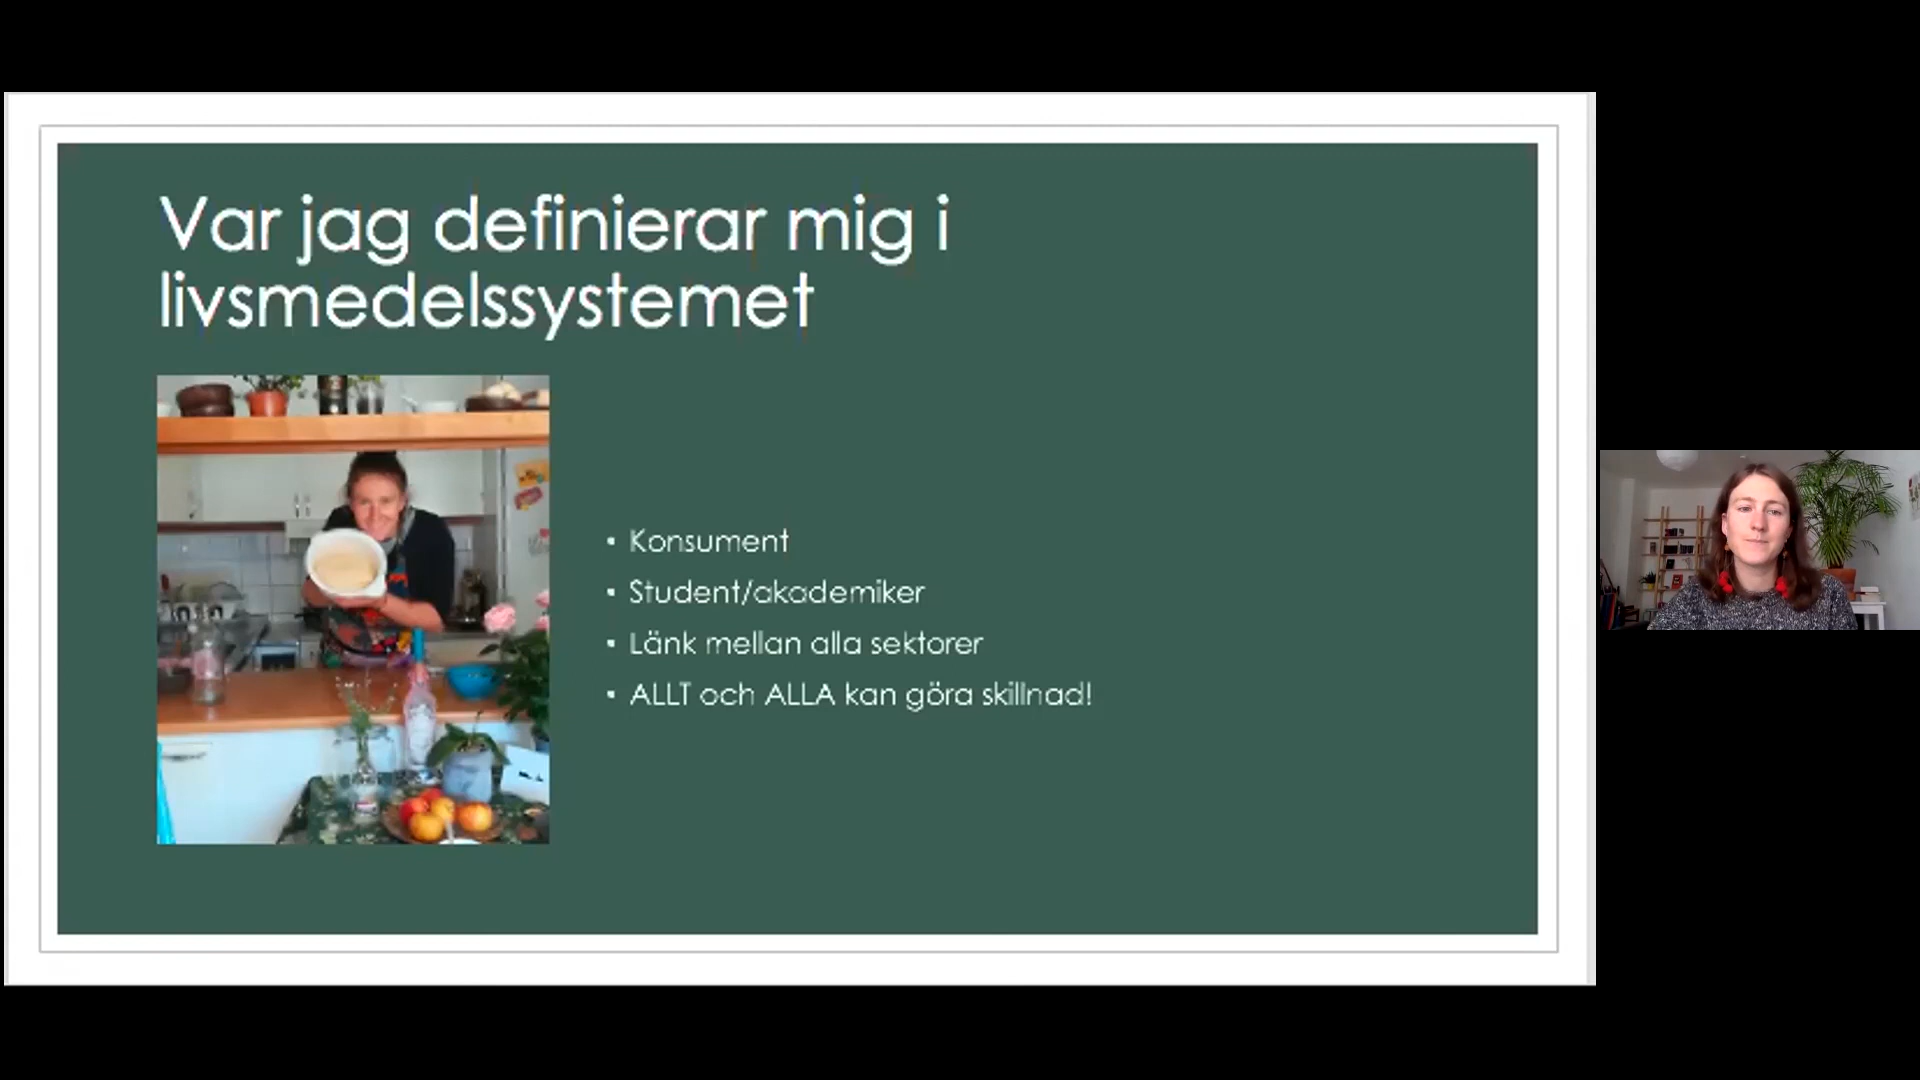 Var jag definierar mig i
livsmedelssystemet
Konsument
Student/akademiker
Länk mellan alla sektorer
ALLT och ALLA kan göra skillnad!